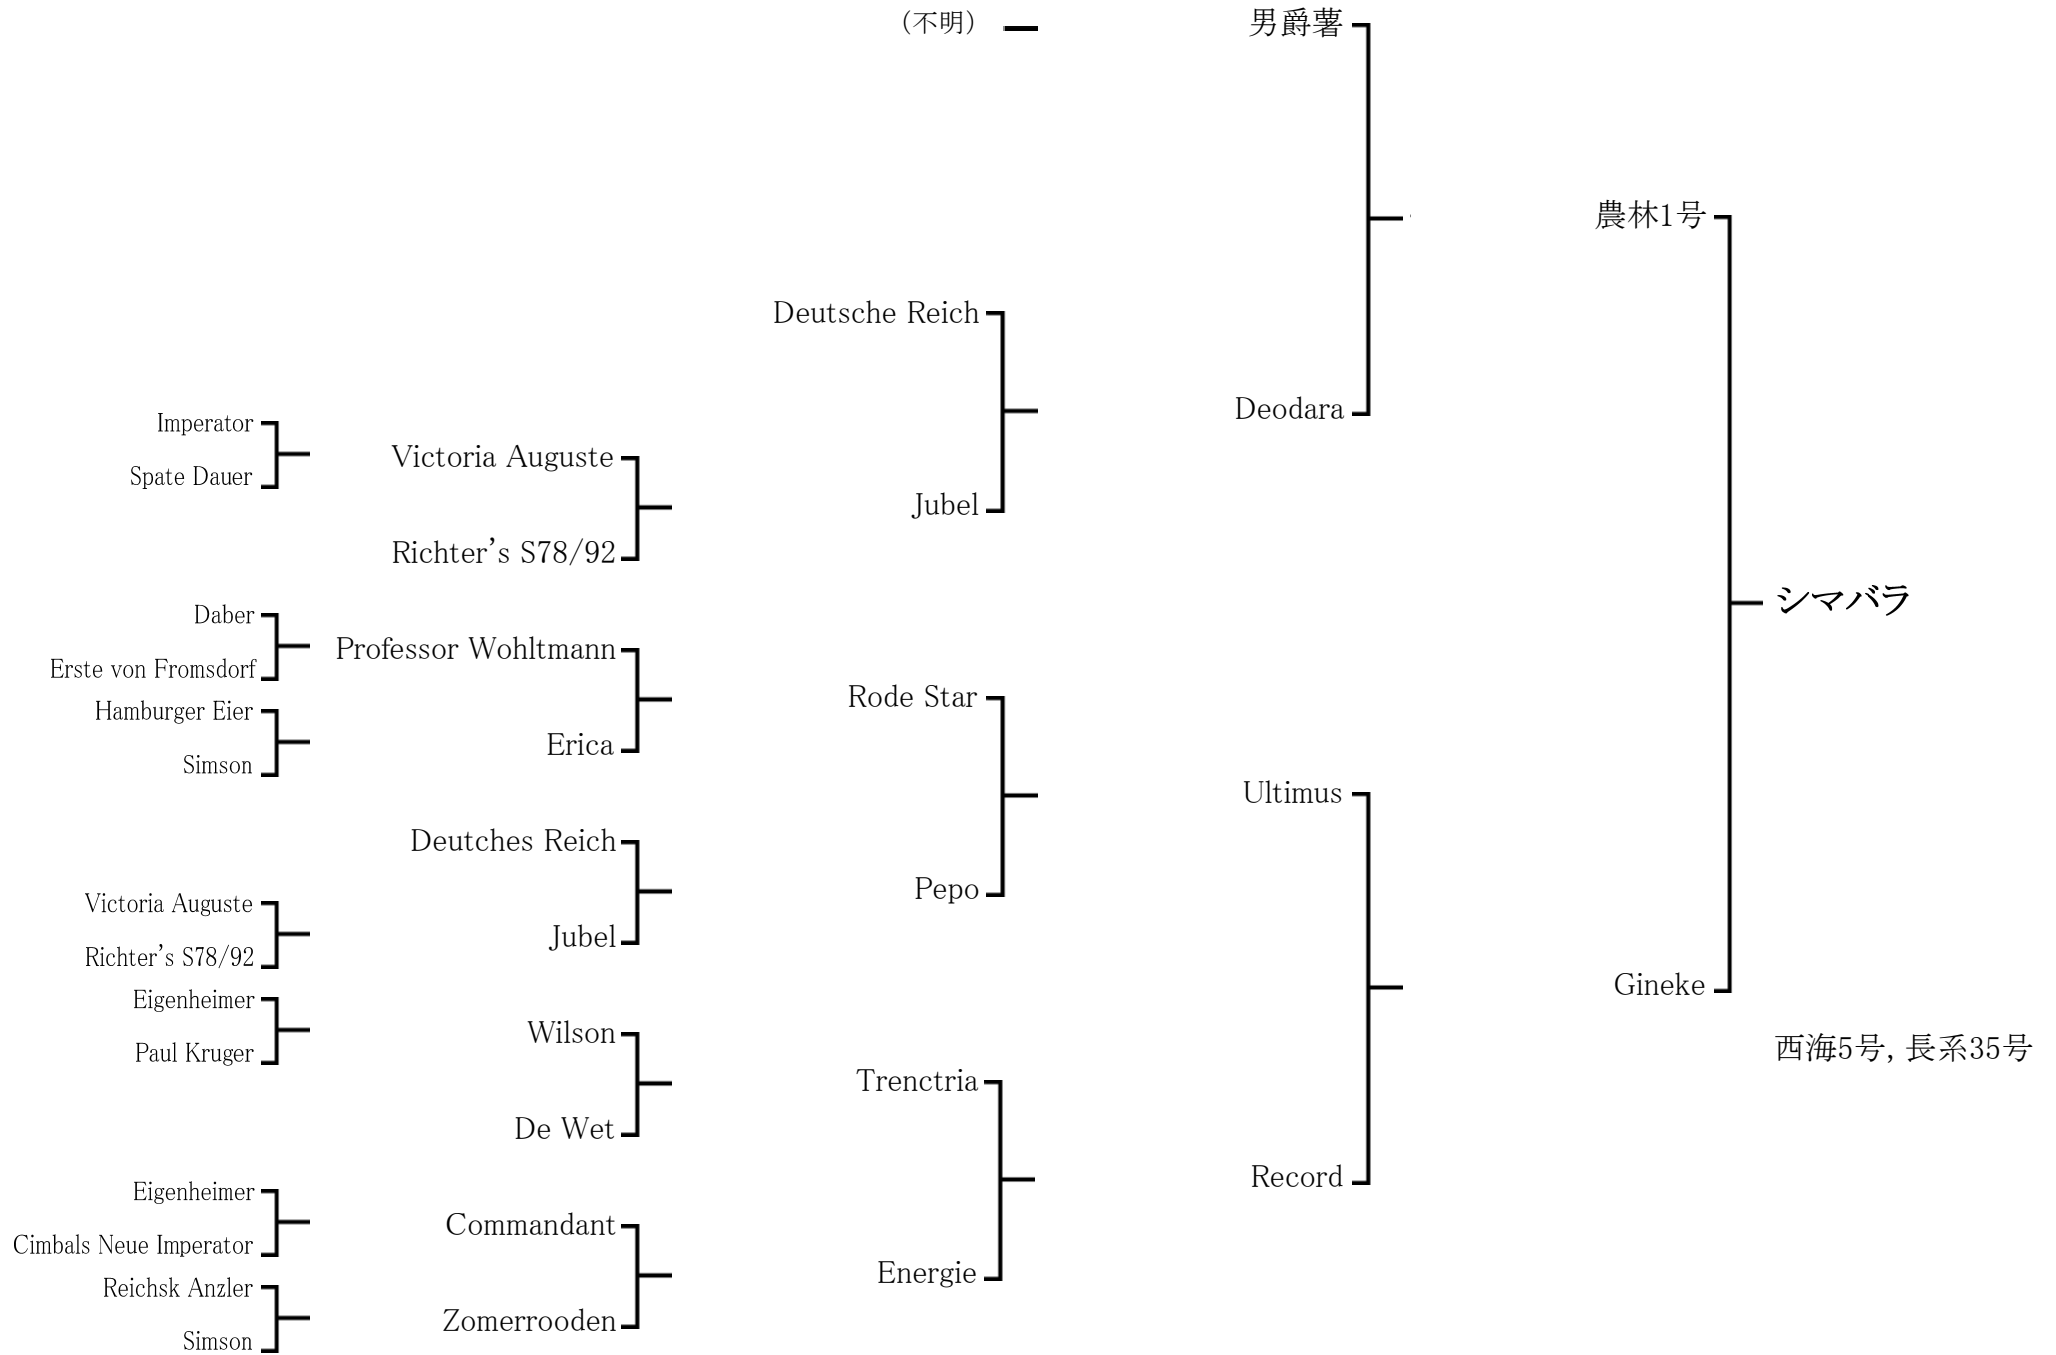 （不明）
男爵薯
農林1号
Deutsche Reich
Deodara
Imperator
Victoria Auguste
Spate Dauer
Jubel
Richter's S78/92
シマバラ
Daber
Professor Wohltmann
Erste von Fromsdorf
Rode Star
Hamburger Eier
Erica
Simson
Ultimus
Deutches Reich
Pepo
Victoria Auguste
Jubel
Richter's S78/92
Gineke
Eigenheimer
Wilson
西海5号, 長系35号
Paul Kruger
Trenctria
De Wet
Record
Eigenheimer
Commandant
Cimbals Neue Imperator
Energie
Reichsk Anzler
Zomerrooden
Simson